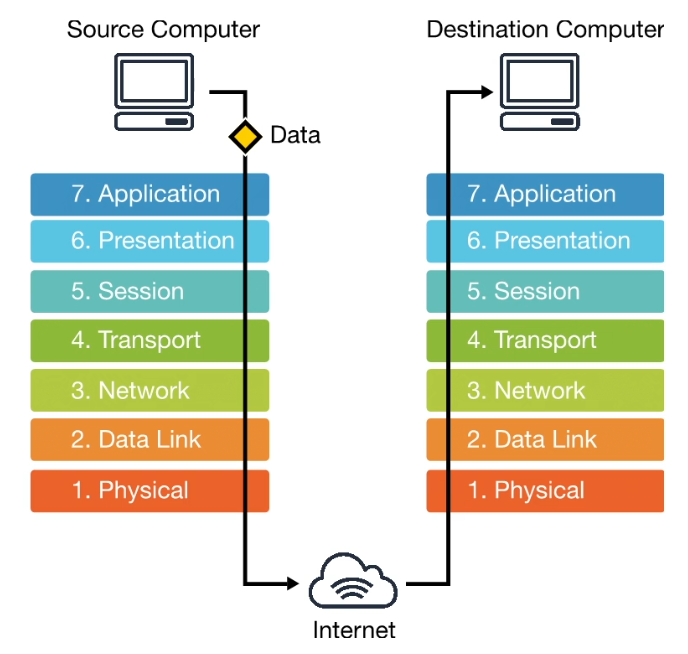 Source Computer
Destination Computer
Data
7. Application
6. Presentation
5. Session
4. Transport
3. Network
2. Data Link
1. Physical
7. Application
6. Presentation
5. Session
4. Transport
3. Network
2. Data Link
1. Physical
Internet